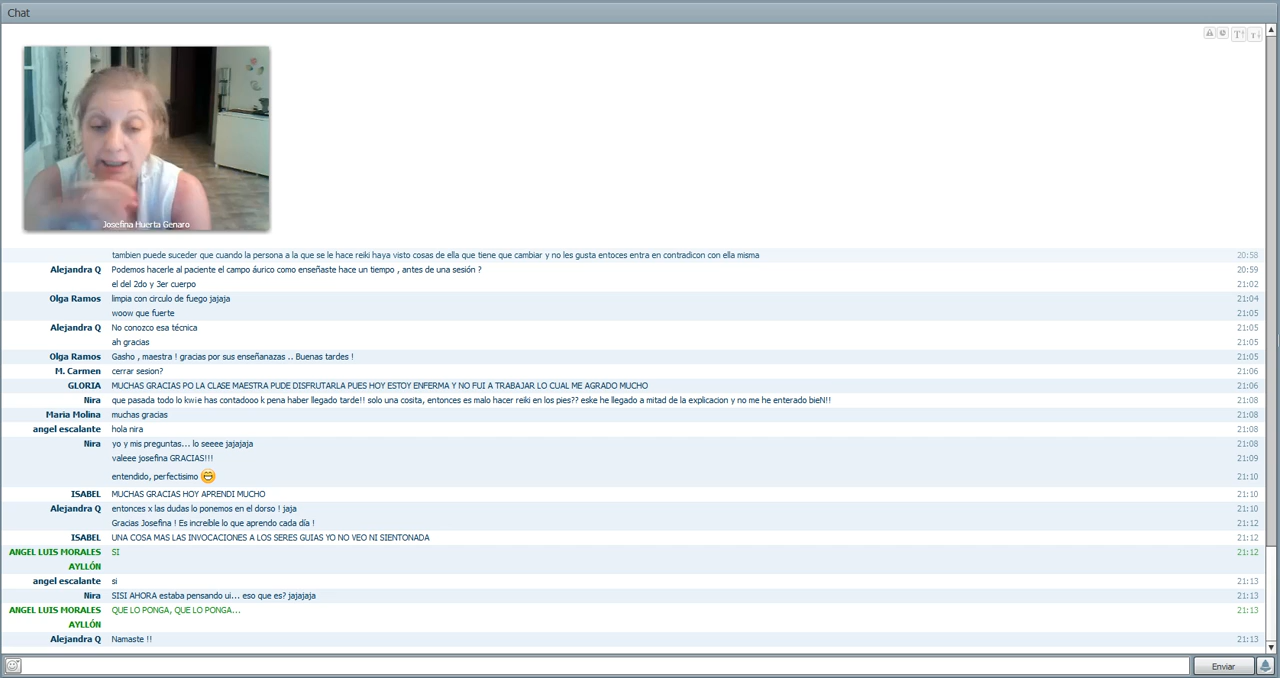 Chat
Josefina Huerta Genaro
tambien puede suceder que cuando la persona a la que se le hace reiki haya visto cosas de ella que tiene que cambiar y no les gusta entoces entra en contradicon con ella misma 20:58
Alejandra Q Podemos hacerle al paciente el campo áurico como enseñaste hace un tiempo , antes de una sesión ? 20:59
el del 2do y 3er cuerpo 21:02
Olga Ramos limpia con circulo de fuego jajaja 21:04
woow que fuerte 21:05
Alejandra Q No conozco esa técnica 21:05
ah gracias 21:05
Olga Ramos Gasho , maestra ! gracias por sus enseñanazas .. Buenas tardes ! 21:05
M. Carmen cerrar sesion? 21:06
GLORIA MUCHAS GRACIAS PO LA CLASE MAESTRA PUDE DISFRUTARLA PUES HOY ESTOY ENFERMA Y NO FUI A TRABAJAR LO CUAL ME AGRADO MUCHO 21:06
Nira que pasada todo lo kwie has contadooo k pena haber llegado tarde!! solo una cosita, entonces es malo hacer reiki en los pies?? eske he llegado a mitad de la explicacion y no me he enterado bieN!! 21:08
Maria Molina muchas gracias 21:08
angel escalante hola nira 21:08
Nira yo y mis preguntas... lo seeee jajajaja 21:08
valeee josefina GRACIAS!!! 21:09
entendido, perfectisimo 21:10
ISABEL MUCHAS GRACIAS HOY APRENDI MUCHO 21:10
Alejandra Q entonces x las dudas lo ponemos en el dorso ! jaja 21:10
Gracias Josefina ! Es increíble lo que aprendo cada día ! 21:12
ISABEL UNA COSA MAS LAS INVOCACIONES A LOS SERES GUIAS YO NO VEO NI SIENTONADA 21:12
ANGEL LUIS MORALES SI 21:12
AYLLÓN
angel escalante si 21:13
Nira SISI AHORA estaba pensando ui... eso que es? jajajaja 21:13
ANGEL LUIS MORALES QUE LO PONGA, QUE LO PONGA... 21:13
AYLLÓN
Alejandra Q Namaste !! 21:13
Enviar